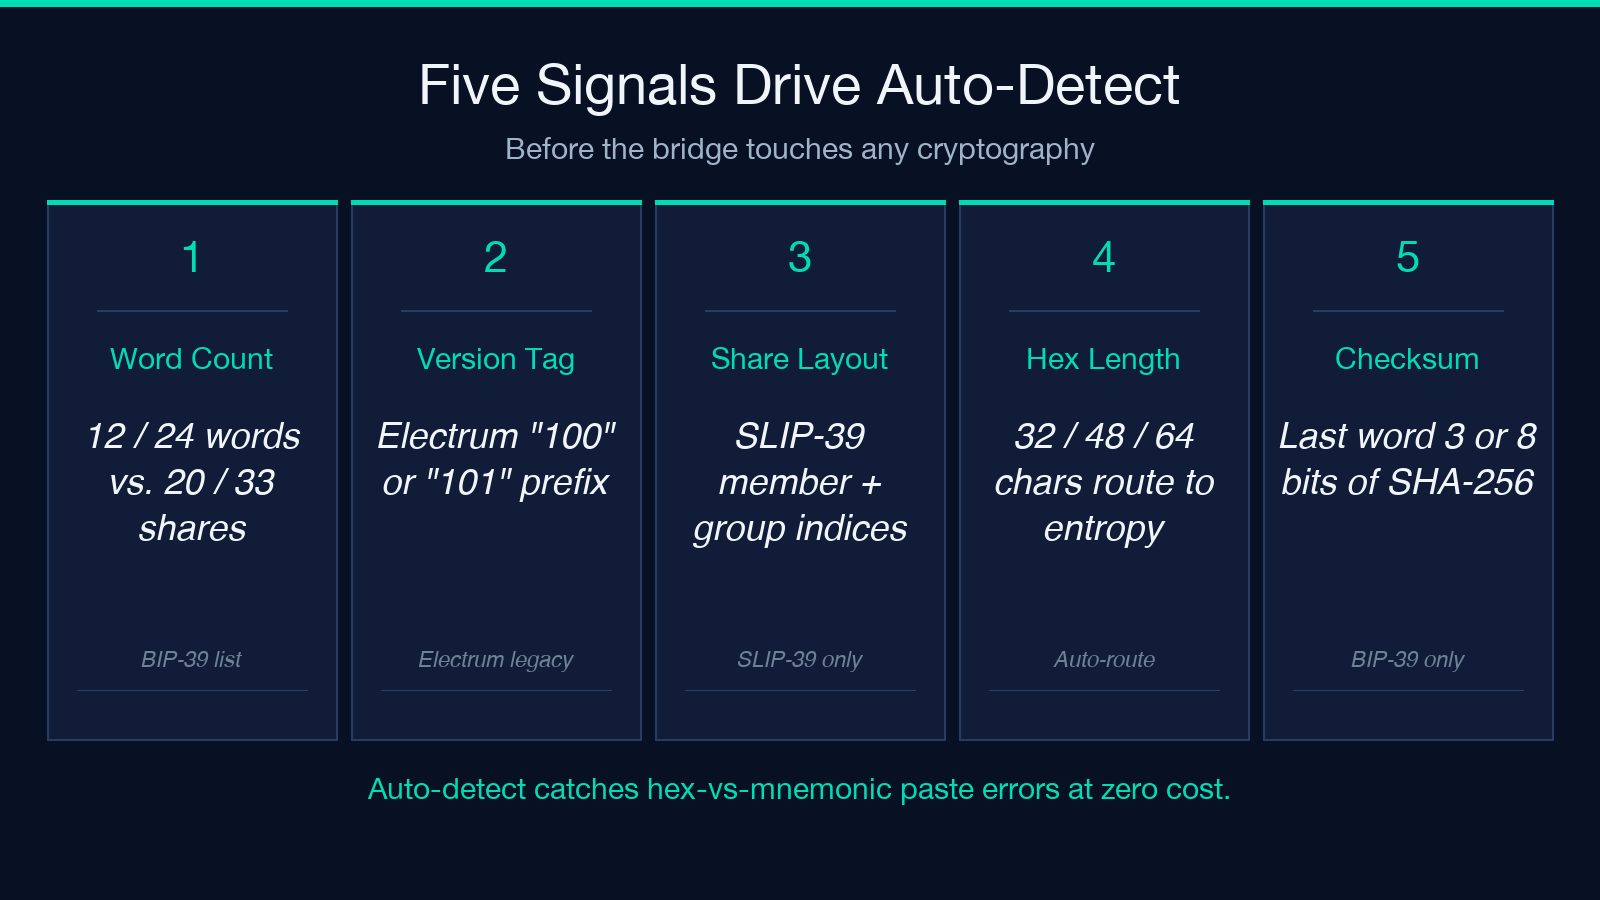 Five Signals Drive Auto-Detect
Before the bridge touches any cryptography
1
Word Count
12 / 24 words
vs. 20 / 33
shares
BIP-39 list
2
Version Tag
Electrum "100"
or "101" prefix
Electrum legacy
3
Share Layout
SLIP-39
member +
group indices
SLIP-39 only
4
Hex Length
32 / 48 / 64
chars route to
entropy
Auto-route
5
Checksum
Last word 3 or 8
bits of SHA-256
BIP-39 only
Auto-detect catches hex-vs-mnemonic paste errors at zero cost.